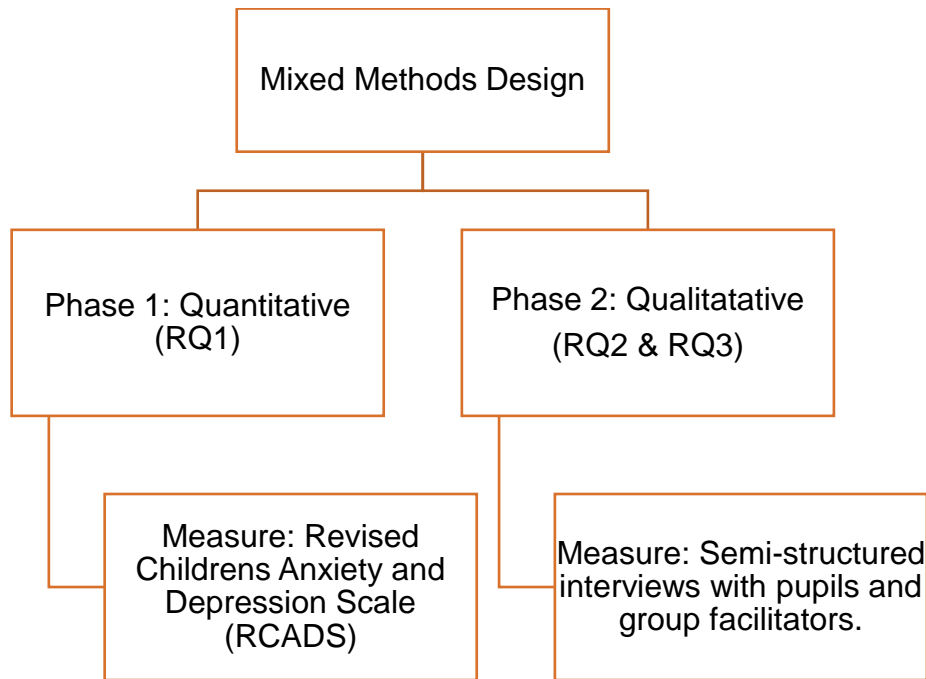 Mixed Methods Design
Phase 1: Quantitative
(RQ1)
Phase 2: Qualitatative
(RQ2 & RQ3)
Measure: Revised
Childrens Anxiety and
Depression Scale
(RCADS)
Measure: Semi-structured
interviews with pupils and
group facilitators.